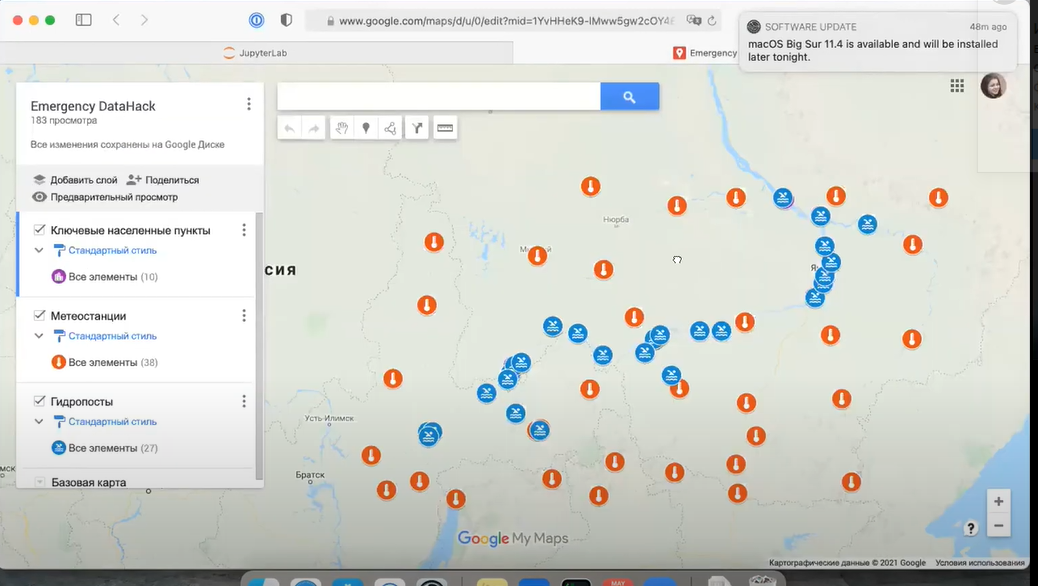 www.google.com/maps/d/u/0/edit?mid=1YvHHeK9-IMww5gw2cOY4
SOFTWARE UPDATE
48m ago
macOS Big Sur 11.4 is available and will be installed
later tonight.
JupyterLab
Emergency
Emergency DataHack
183 просмотра
Все изменения сохранены на Google Диске
Добавить слой
Поделиться
Предварительный просмотр
Ключевые населенные пункты
Стандартный стиль
Все элементы (10)
Метеостанции
Стандартный стиль
Все элементы (38)
Гидропосты
Стандартный стиль
Все элементы (27)
Базовая карта
сия
Нюрба
Усть-Илимск
Братск
Google My Maps
Картографические данные © 2021 Google
Условия использования
MAY